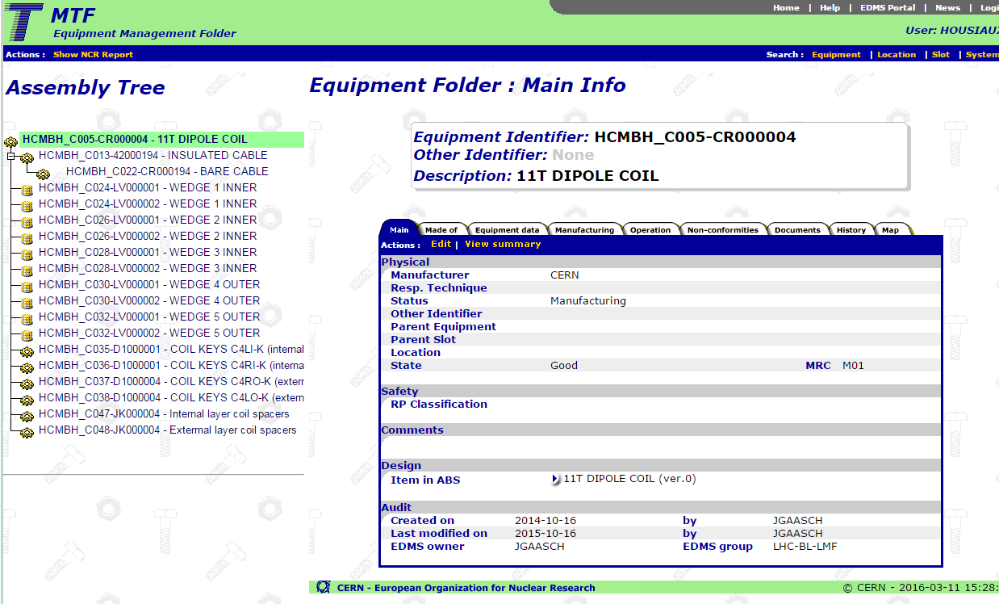 MTF
Equipment Management Folder
Home | Help | EDMS Portal | News |
User:
Actions : Show NCR Report
Search : Equipment | Location | Slot | System
Assembly Tree
HCMBH_C005-CR000004 - 11T DIPOLE COIL
HCMBH_C013-42000194 - INSULATED CABLE
HCMBH_C022-CR000194 - BARE CABLE
HCMBH_C024-LV000001 - WEDGE 1 INNER
HCMBH_C024-LV000002 - WEDGE 1 INNER
HCMBH_C026-LV000001 - WEDGE 2 INNER
HCMBH_C026-LV000002 - WEDGE 2 INNER
HCMBH_C028-LV000001 - WEDGE 3 INNER
HCMBH_C028-LV000002 - WEDGE 3 INNER
HCMBH_C030-LV000001 - WEDGE 4 OUTER
HCMBH_C030-LV000002 - WEDGE 4 OUTER
HCMBH_C032-LV000001 - WEDGE 5 OUTER
HCMBH_C032-LV000002 - WEDGE 5 OUTER
HCMBH_C035-D1000001 - COIL KEYS C4LI-K (internal
HCMBH_C036-D1000001 - COIL KEYS C4RI-K (interna
HCMBH_C037-D1000004 - COIL KEYS C4RO-K (extern
HCMBH_C038-D1000004 - COIL KEYS C4LO-K (extern
HCMBH_C047-JK000004 - Internal layer coil spacers
HCMBH_C048-JK000004 - External layer coil spacers
Equipment Folder : Main Info
Equipment Identifier: HCMBH_C005-CR000004
Other Identifier: None
Description: 11T DIPOLE COIL
Main Made of Equipment data Manufacturing Operation Non-conformities Documents History Map
Actions : Edit | View summary
Physical
Manufacturer CERN
Resp. Technique
Status Manufacturing
Other Identifier
Parent Equipment
Parent Slot
Location
State Good MRC M01
Safety
RP Classification
Comments
Design
Item in ABS 11T DIPOLE COIL (ver.0)
Audit
Created on 2014-10-16 by JGAASCH
Last modified on 2015-10-16 by JGAASCH
EDMS owner JGAASCH EDMS group LHC-BL-LMF
CERN - European Organization for Nuclear Research
© CERN - 2016-03-11 15:28: